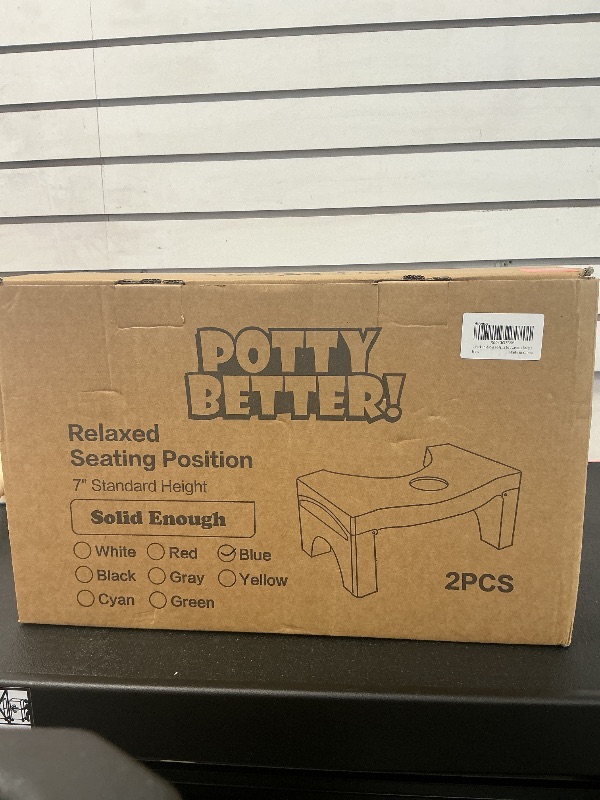 POTTY
BETTER!
Relaxed
Seating Position
7" Standard Height
Solid Enough
White Red Blue
Black Gray Yellow
Cyan Green
2PCS